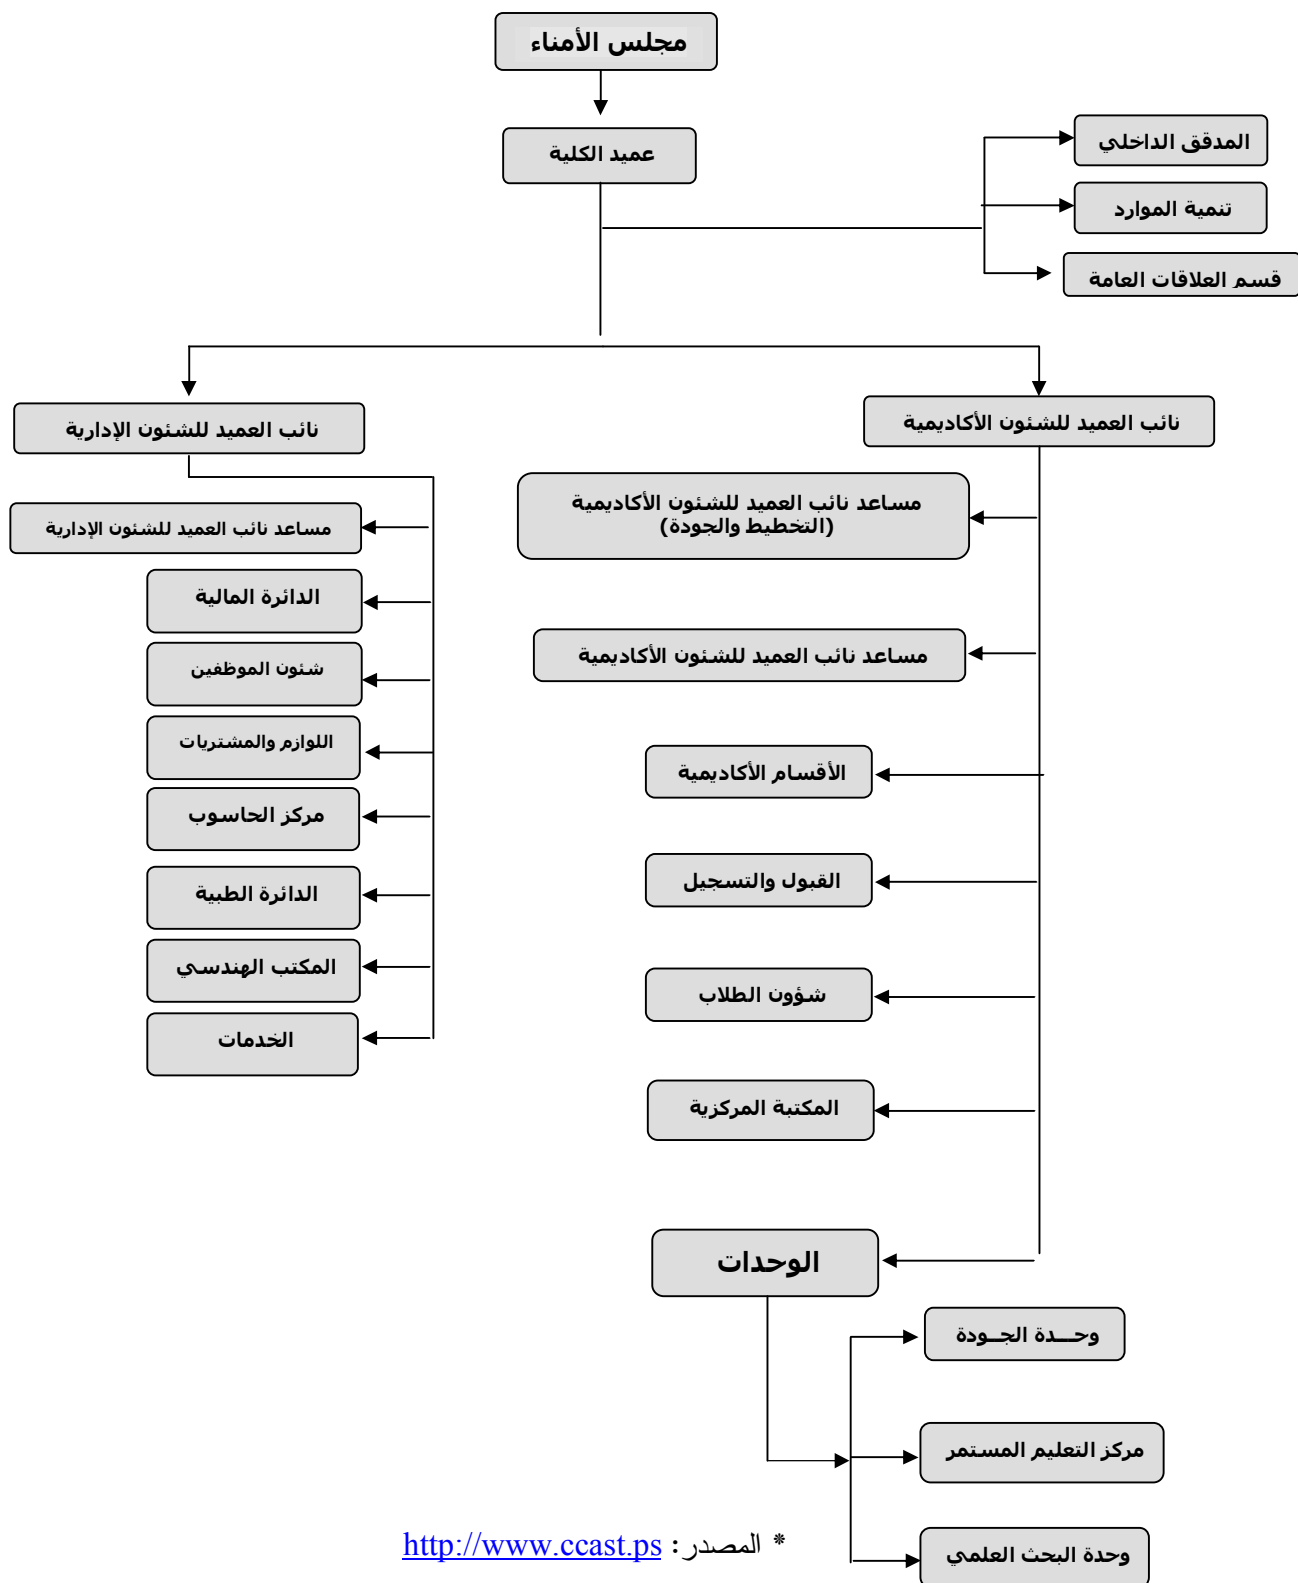 مجلس الأمناء
عميد الكلية
المدقق الداخلي
تنمية الموارد
قسم العلاقات العامة
نائب العميد للشئون الأكاديمية
نائب العميد للشئون الإدارية
مساعد نائب العميد للشئون الأكاديمية
(التخطيط والجودة)
مساعد نائب العميد للشئون الأكاديمية
الأقسام الأكاديمية
القبول والتسجيل
شؤون الطلاب
المكتبة المركزية
الوحدات
وحـــدة الجــودة
مركز التعليم المستمر
وحدة البحث العلمي
مساعد نائب العميد للشئون الإدارية
الدائرة المالية
شئون الموظفين
اللوازم والمشتريات
مركز الحاسوب
الدائرة الطبية
المكتب الهندسي
الخدمات
* المصدر: http://www.ccast.ps